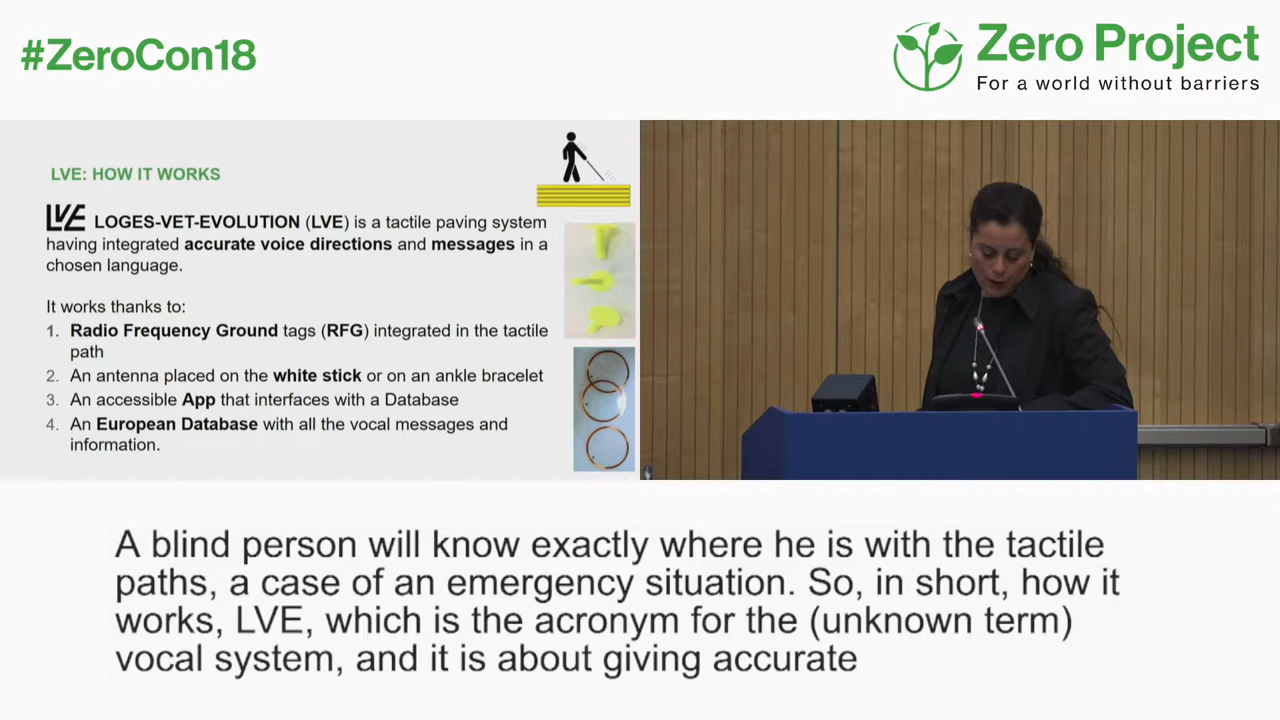 #ZeroCon18
Zero Project
For a world without barriers
LVE: HOW IT WORKS
LVE LOGES-VET-EVOLUTION (LVE) is a tactile paving system
having integrated accurate voice directions and messages in a
chosen language.
It works thanks to:
1. Radio Frequency Ground tags (RFG) integrated in the tactile
path
2. An antenna placed on the white stick or on an ankle bracelet
3. An accessible App that interfaces with a Database
4. An European Database with all the vocal messages and
information.
A blind person will know exactly where he is with the tactile
paths, a case of an emergency situation. So, in short, how it
works, LVE, which is the acronym for the (unknown term)
vocal system, and it is about giving accurate